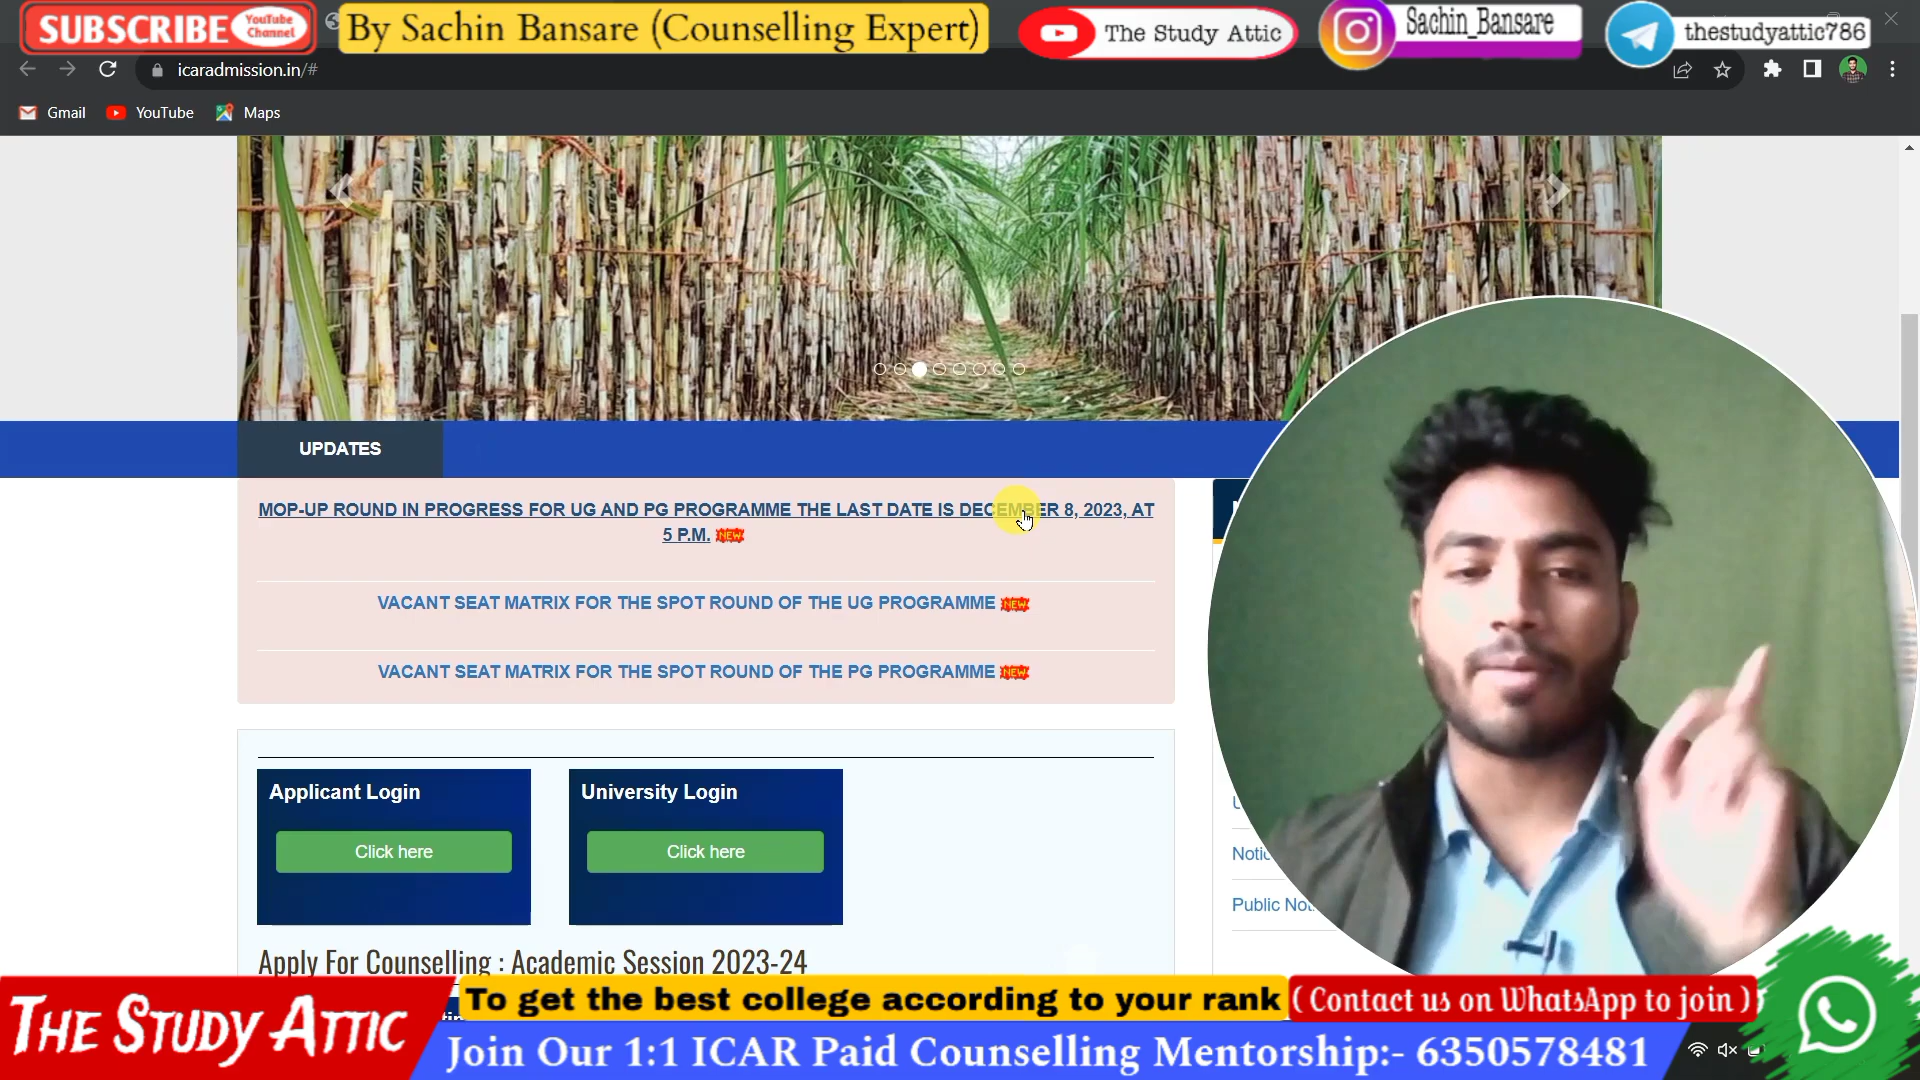 SUBSCRIBE YouTube Channel
By Sachin Bansare (Counselling Expert)
The Study Attic
Sachin_Bansare
thestudyattic786
icaradmission.in/#
Gmail YouTube Maps
UPDATES
MOP-UP ROUND IN PROGRESS FOR UG AND PG PROGRAMME THE LAST DATE IS DECEMBER 8, 2023, AT
5 P.M. NEW
VACANT SEAT MATRIX FOR THE SPOT ROUND OF THE UG PROGRAMME NEW
VACANT SEAT MATRIX FOR THE SPOT ROUND OF THE PG PROGRAMME NEW
Applicant Login
Click here
University Login
Click here
Public
Apply For Counselling : Academic Session 2023-24
THE STUDY ATTIC
To get the best college according to your rank
( Contact us on WhatsApp to join )
Join Our 1:1 ICAR Paid Counselling Mentorship:- 6350578481